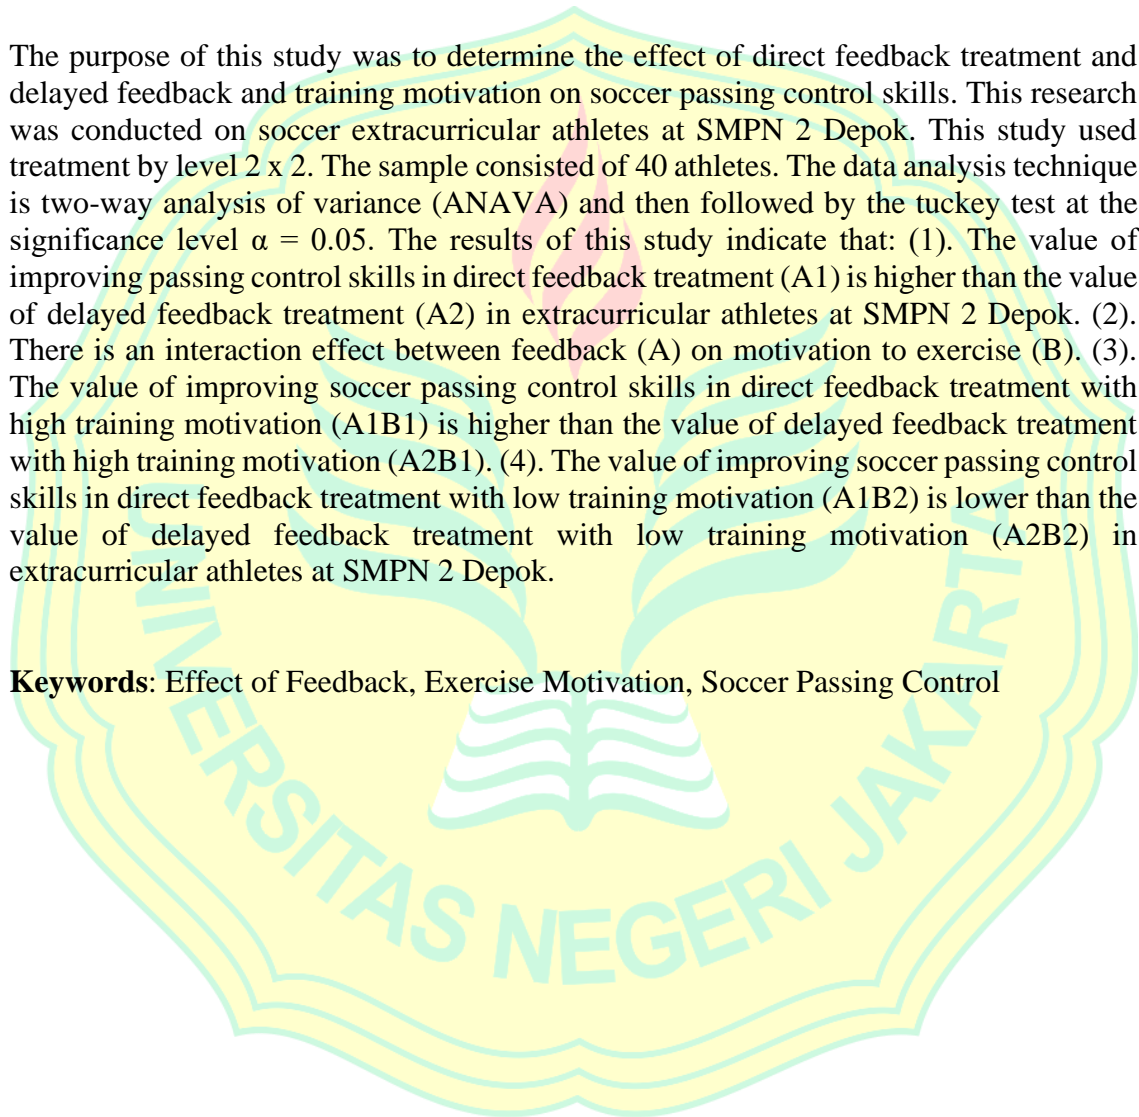 The purpose of this study was to determine the effect of direct feedback treatment and
delayed feedback and training motivation on soccer passing control skills. This research
was conducted on soccer extracurricular athletes at SMPN 2 Depok. This study used
treatment by level 2 x 2. The sample consisted of 40 athletes. The data analysis technique
is two-way analysis of variance (ANAVA) and then followed by the tuckey test at the
significance level α = 0.05. The results of this study indicate that: (1). The value of
improving passing control skills in direct feedback treatment (A1) is higher than the value
of delayed feedback treatment (A2) in extracurricular athletes at SMPN 2 Depok. (2).
There is an interaction effect between feedback (A) on motivation to exercise (B). (3).
The value of improving soccer passing control skills in direct feedback treatment with
high training motivation (A1B1) is higher than the value of delayed feedback treatment
with high training motivation (A2B1). (4). The value of improving soccer passing control
skills in direct feedback treatment with low training motivation (A1B2) is lower than the
value of delayed feedback treatment with low training motivation (A2B2) in
extracurricular athletes at SMPN 2 Depok.
Keywords: Effect of Feedback, Exercise Motivation, Soccer Passing Control
UNIVERSITAS NEGERI JAKARTA